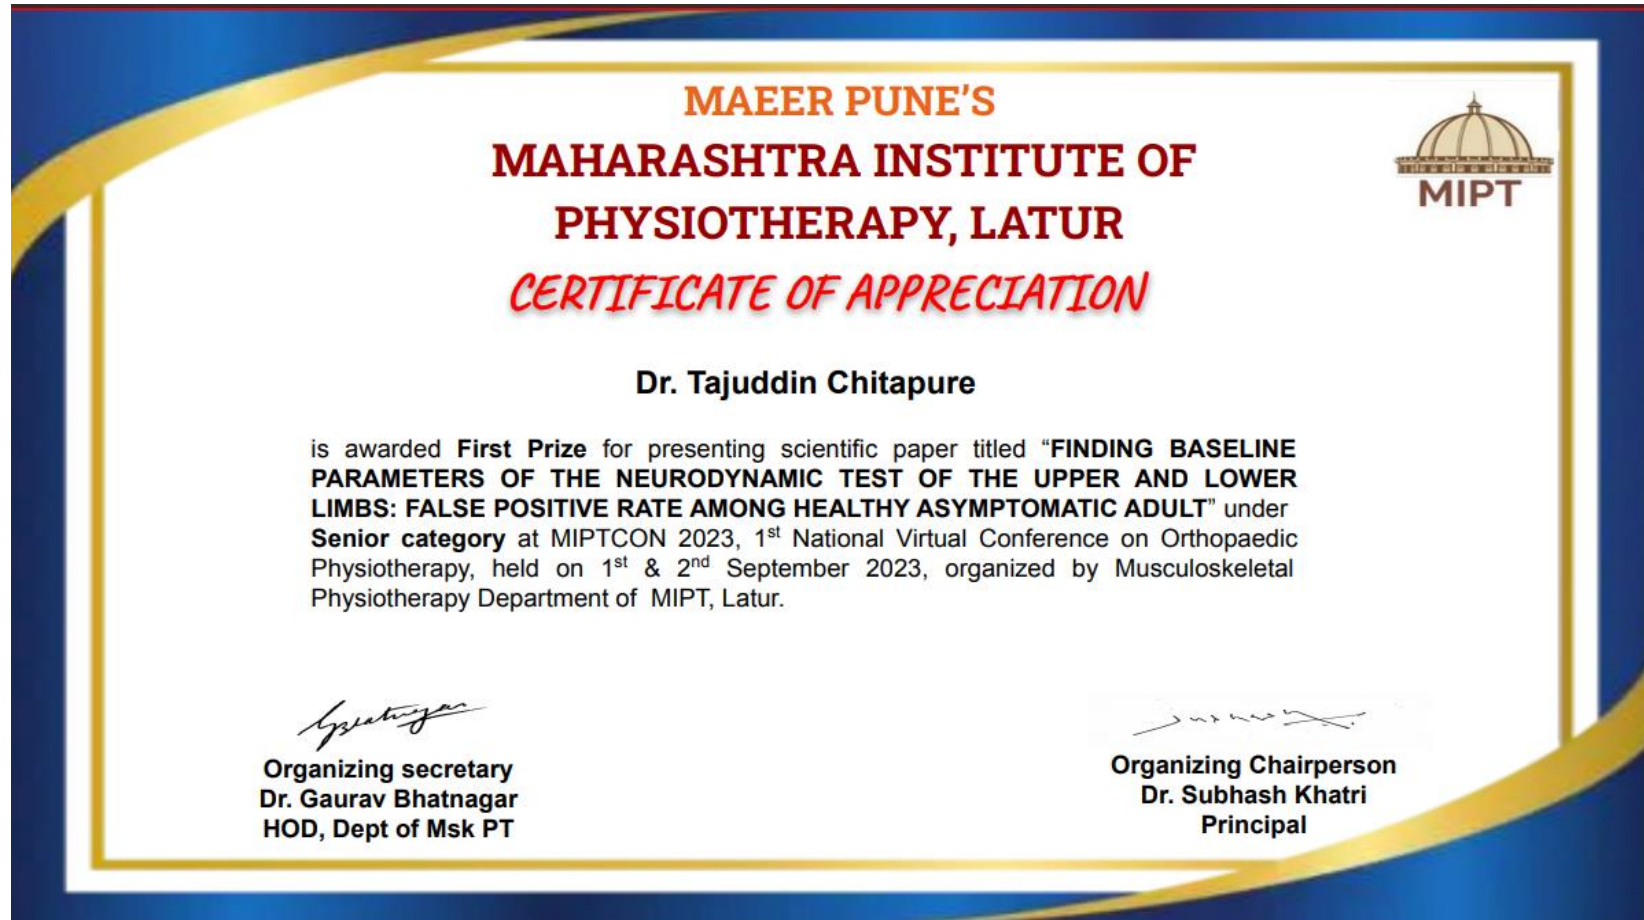 MAEER PUNE’S
MAHARASHTRA INSTITUTE OF
PHYSIOTHERAPY, LATUR
MIPT
CERTIFICATE OF APPRECIATION
Dr. Tajuddin Chitapure
is awarded First Prize for presenting scientific paper titled “FINDING BASELINE
PARAMETERS OF THE NEURODYNAMIC TEST OF THE UPPER AND LOWER
LIMBS: FALSE POSITIVE RATE AMONG HEALTHY ASYMPTOMATIC ADULT” under
Senior category at MIPTCON 2023, 1st National Virtual Conference on Orthopaedic
Physiotherapy, held on 1st & 2nd September 2023, organized by Musculoskeletal
Physiotherapy Department of MIPT, Latur.
Organizing secretary
Dr. Gaurav Bhatnagar
HOD, Dept of Msk PT
Organizing Chairperson
Dr. Subhash Khatri
Principal